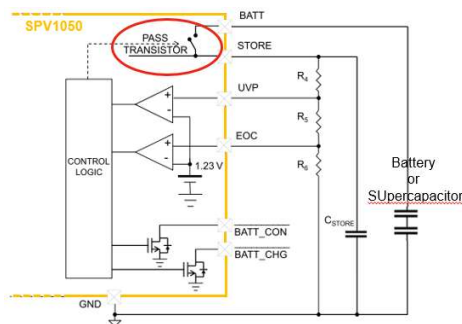 SPV1050
BATT
PASS
TRANSISTOR
STORE
UVP
R4
R5
EOC
R6
1.23 V
CONTROL
LOGIC
Battery
or
SUpercapacitor
CSTORE
BATT_CON
BATT_CHG
GND
+
-
+
-